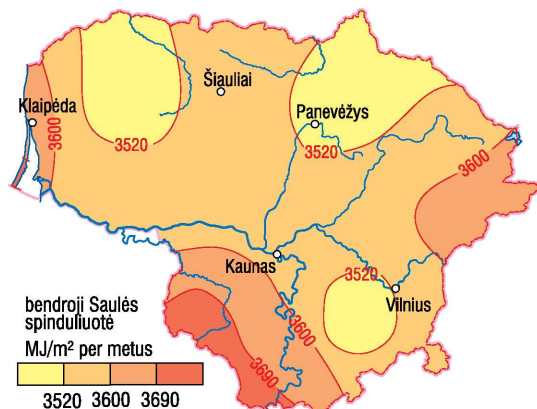 Šiauliai
Klaipėda
Panevėžys
3600
3520
3520
3600
Kaunas
3520
Vilnius
3600
3690
bendroji Saulės
spinduliuotė
MJ/m² per metus
3520 3600 3690